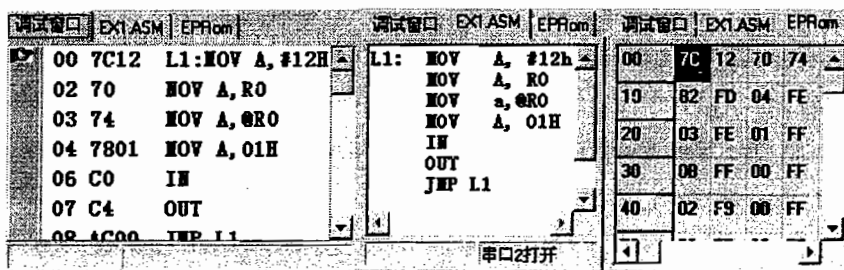 调试窗口 EX1.ASM EPRom
00 7C12 L1:MOV A,#12H
02 70 MOV A,R0
03 74 MOV A,@R0
04 7801 MOV A,01H
06 C0 IN
07 C4 OUT
08 AC00 JMP L1
调试窗口 EX1.ASM EPRom
L1: MOV A, #12h
MOV A, R0
MOV a,@R0
MOV A, 01H
IN
OUT
JMP L1
串口2打开
调试窗口 EX1.ASM EPRom
00 7C 12 70 74
10 82 FD 04 FE
20 03 FE 01 FF
30 08 FF 00 FF
40 02 F9 00 FF